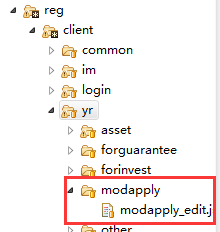 reg
client
common
im
login
yr
asset
forguarantee
forinvest
modapply
modapply_edit.j
other